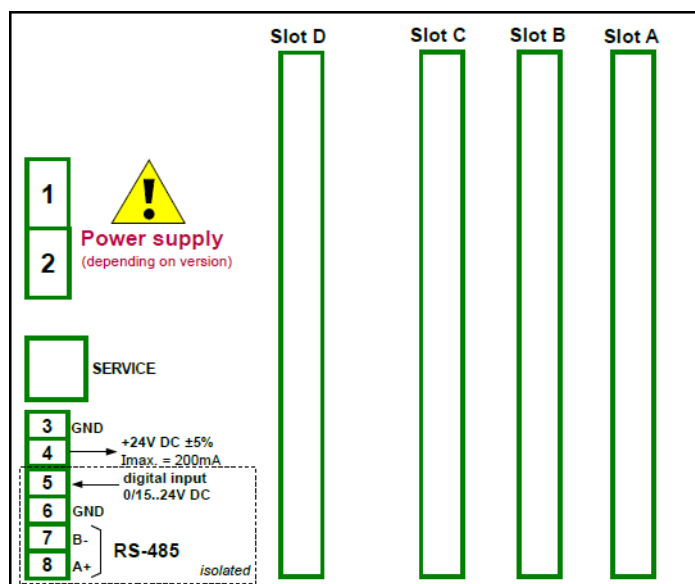 Slot D Slot C Slot B Slot A
1
2
!
Power supply
(depending on version)
SERVICE
3 GND
4 +24V DC ±5%
Imax. = 200mA
5 digital input
0/15..24V DC
6 GND
7 B-
RS-485
8 A+
isolated